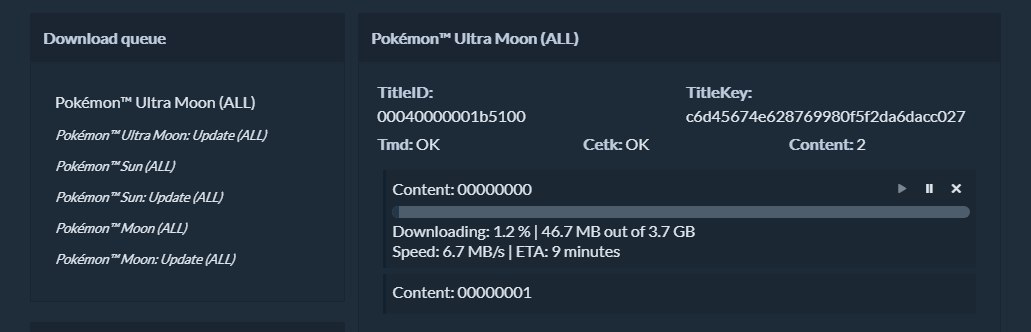 Download queue
Pokémon™ Ultra Moon (ALL)
Pokémon™ Ultra Moon: Update (ALL)
Pokémon™ Sun (ALL)
Pokémon™ Sun: Update (ALL)
Pokémon™ Moon (ALL)
Pokémon™ Moon: Update (ALL)
Pokémon™ Ultra Moon (ALL)
TitleID:
00040000001b5100
TitleKey:
c6d45674e628769980f5f2da6dacc027
Tmd: OK
Cetk: OK
Content: 2
Content: 00000000
Downloading: 1.2 % | 46.7 MB out of 3.7 GB
Speed: 6.7 MB/s | ETA: 9 minutes
Content: 00000001